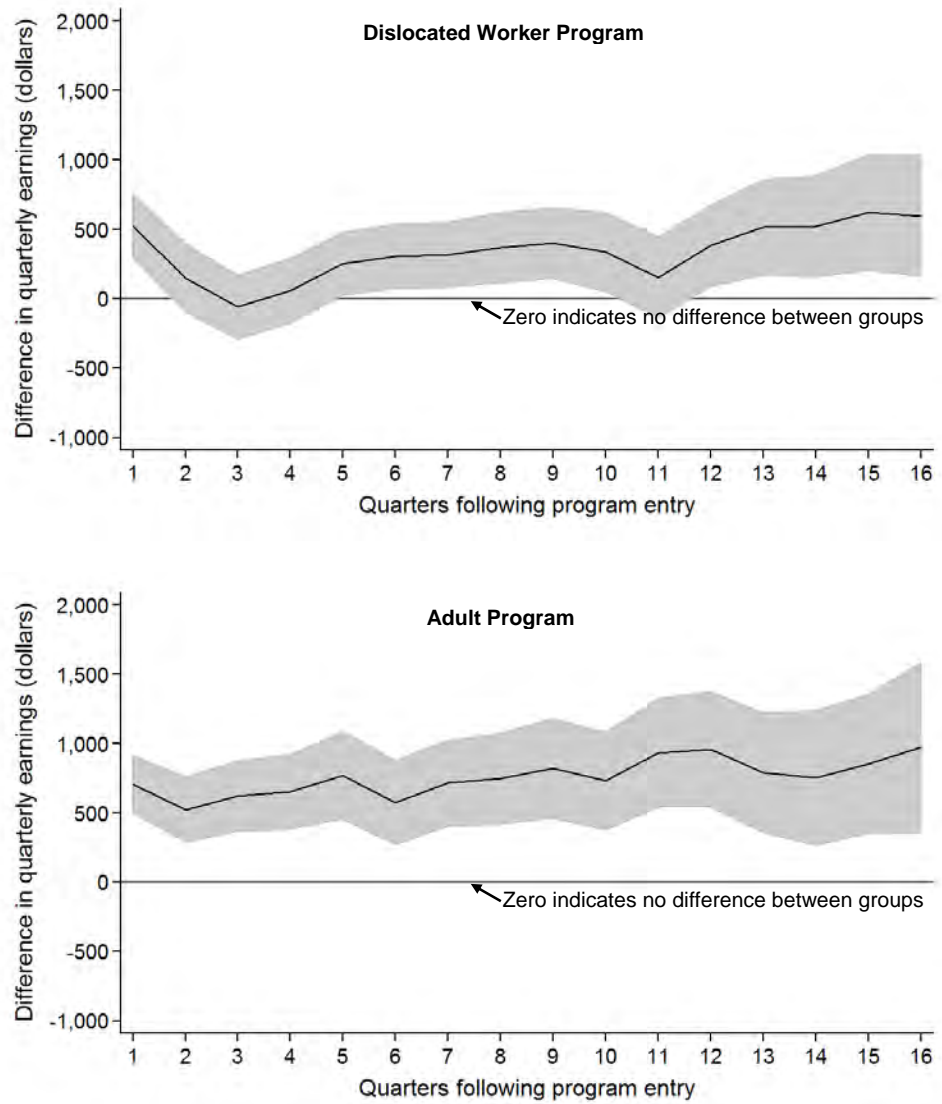 Dislocated Worker Program
Difference in quarterly earnings (dollars)
2,000
1,500
1,000
500
0
-500
-1,000
Zero indicates no difference between groups
1 2 3 4 5 6 7 8 9 10 11 12 13 14 15 16
Quarters following program entry
Adult Program
Difference in quarterly earnings (dollars)
2,000
1,500
1,000
500
0
-500
-1,000
Zero indicates no difference between groups
1 2 3 4 5 6 7 8 9 10 11 12 13 14 15 16
Quarters following program entry